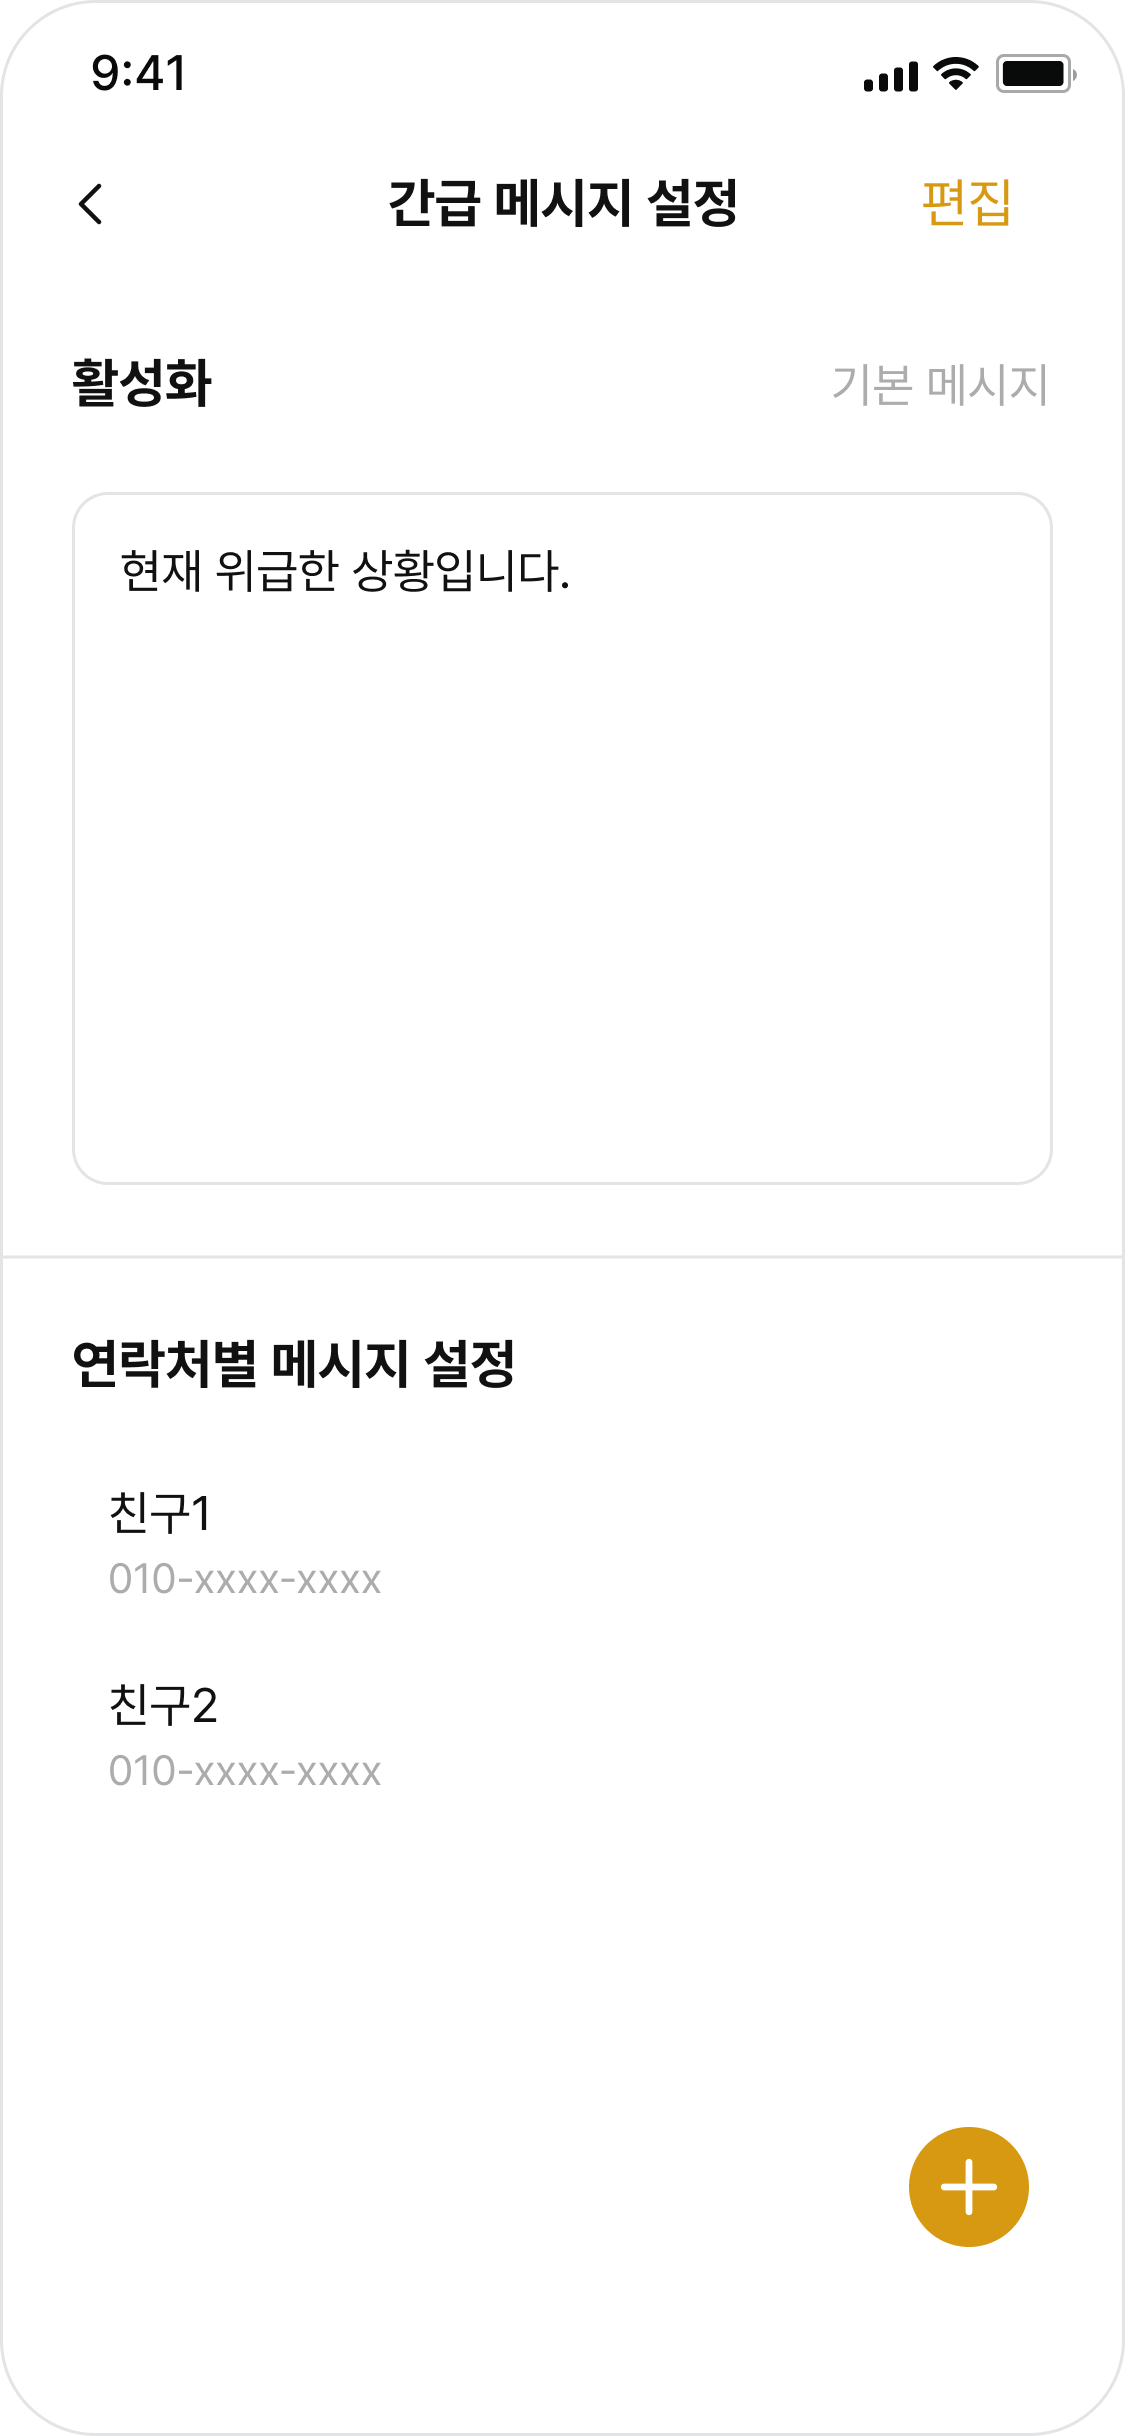 9:41
간급 메시지 설정
편집
활성화
기본 메시지
현재 위급한 상황입니다.
연락처별 메시지 설정
친구1
010-xxxx-xxxx
친구2
010-xxxx-xxxx